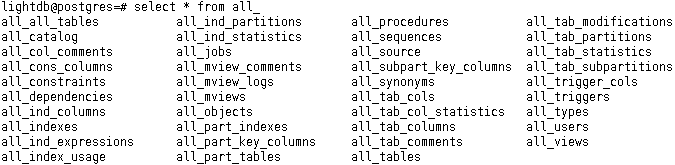 lightdb@postgres=# select * from all_
all_all_tables all_ind_partitions all_procedures all_tab_modifications
all_catalog all_ind_statistics all_sequences all_tab_partitions
all_col_comments all_jobs all_source all_tab_statistics
all_cons_columns all_mview_comments all_subpart_key_columns all_tab_subpartitions
all_constraints all_mview_logs all_synonyms all_trigger_cols
all_dependencies all_mviews all_tab_cols all_triggers
all_ind_columns all_objects all_tab_col_statistics all_types
all_indexes all_part_indexes all_tab_columns all_users
all_ind_expressions all_part_key_columns all_tab_comments all_views
all_index_usage all_part_tables all_tables